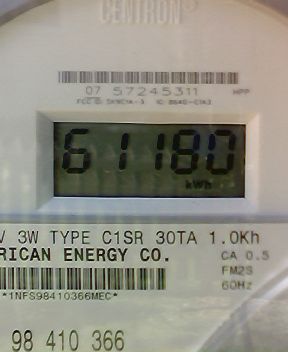 CENTRON®
07 57245311 HPP
61180
kWh
V 3W TYPE C1SR 30TA 1.0Kh
RICAN ENERGY CO. CA 0.5
FM2S
60Hz
*1NFS98410366MEC*
98 410 366